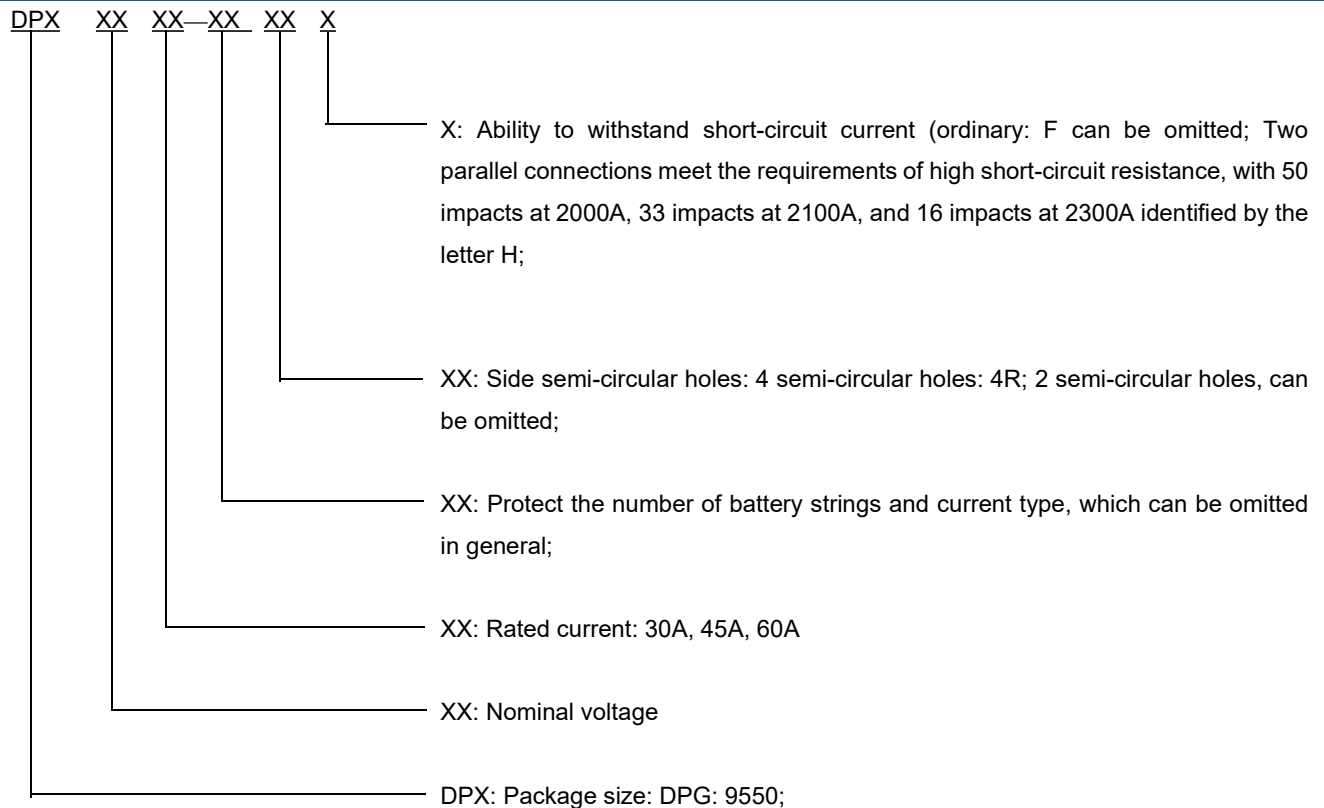 DPX XX XX—XX XX X
X: Ability to withstand short-circuit current (ordinary: F can be omitted; Two
parallel connections meet the requirements of high short-circuit resistance, with 50
impacts at 2000A, 33 impacts at 2100A, and 16 impacts at 2300A identified by the
letter H;
XX: Side semi-circular holes: 4 semi-circular holes: 4R; 2 semi-circular holes, can
be omitted;
XX: Protect the number of battery strings and current type, which can be omitted
in general;
XX: Rated current: 30A, 45A, 60A
XX: Nominal voltage
DPX: Package size: DPG: 9550;